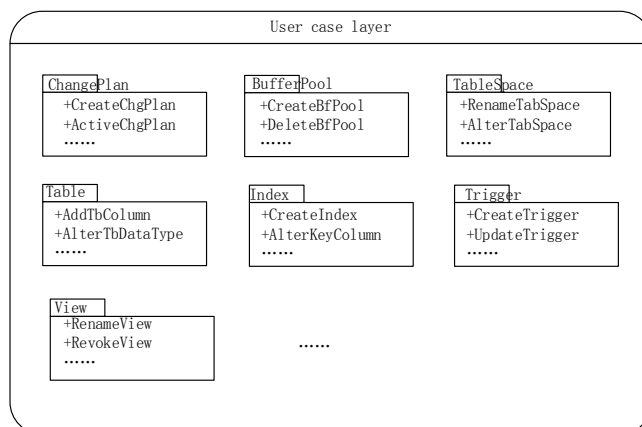 User case layer
ChangePlan
+CreateChgPlan
+ActiveChgPlan
......
BufferPool
+CreateBfPool
+DeleteBfPool
......
TableSpace
+RenameTabSpace
+AlterTabSpace
......
Table
+AddTbColumn
+AlterTbDataType
......
Index
+CreateIndex
+AlterKeyColumn
......
Trigger
+CreateTrigger
+UpdateTrigger
......
View
+RenameView
+RevokeView
......
......